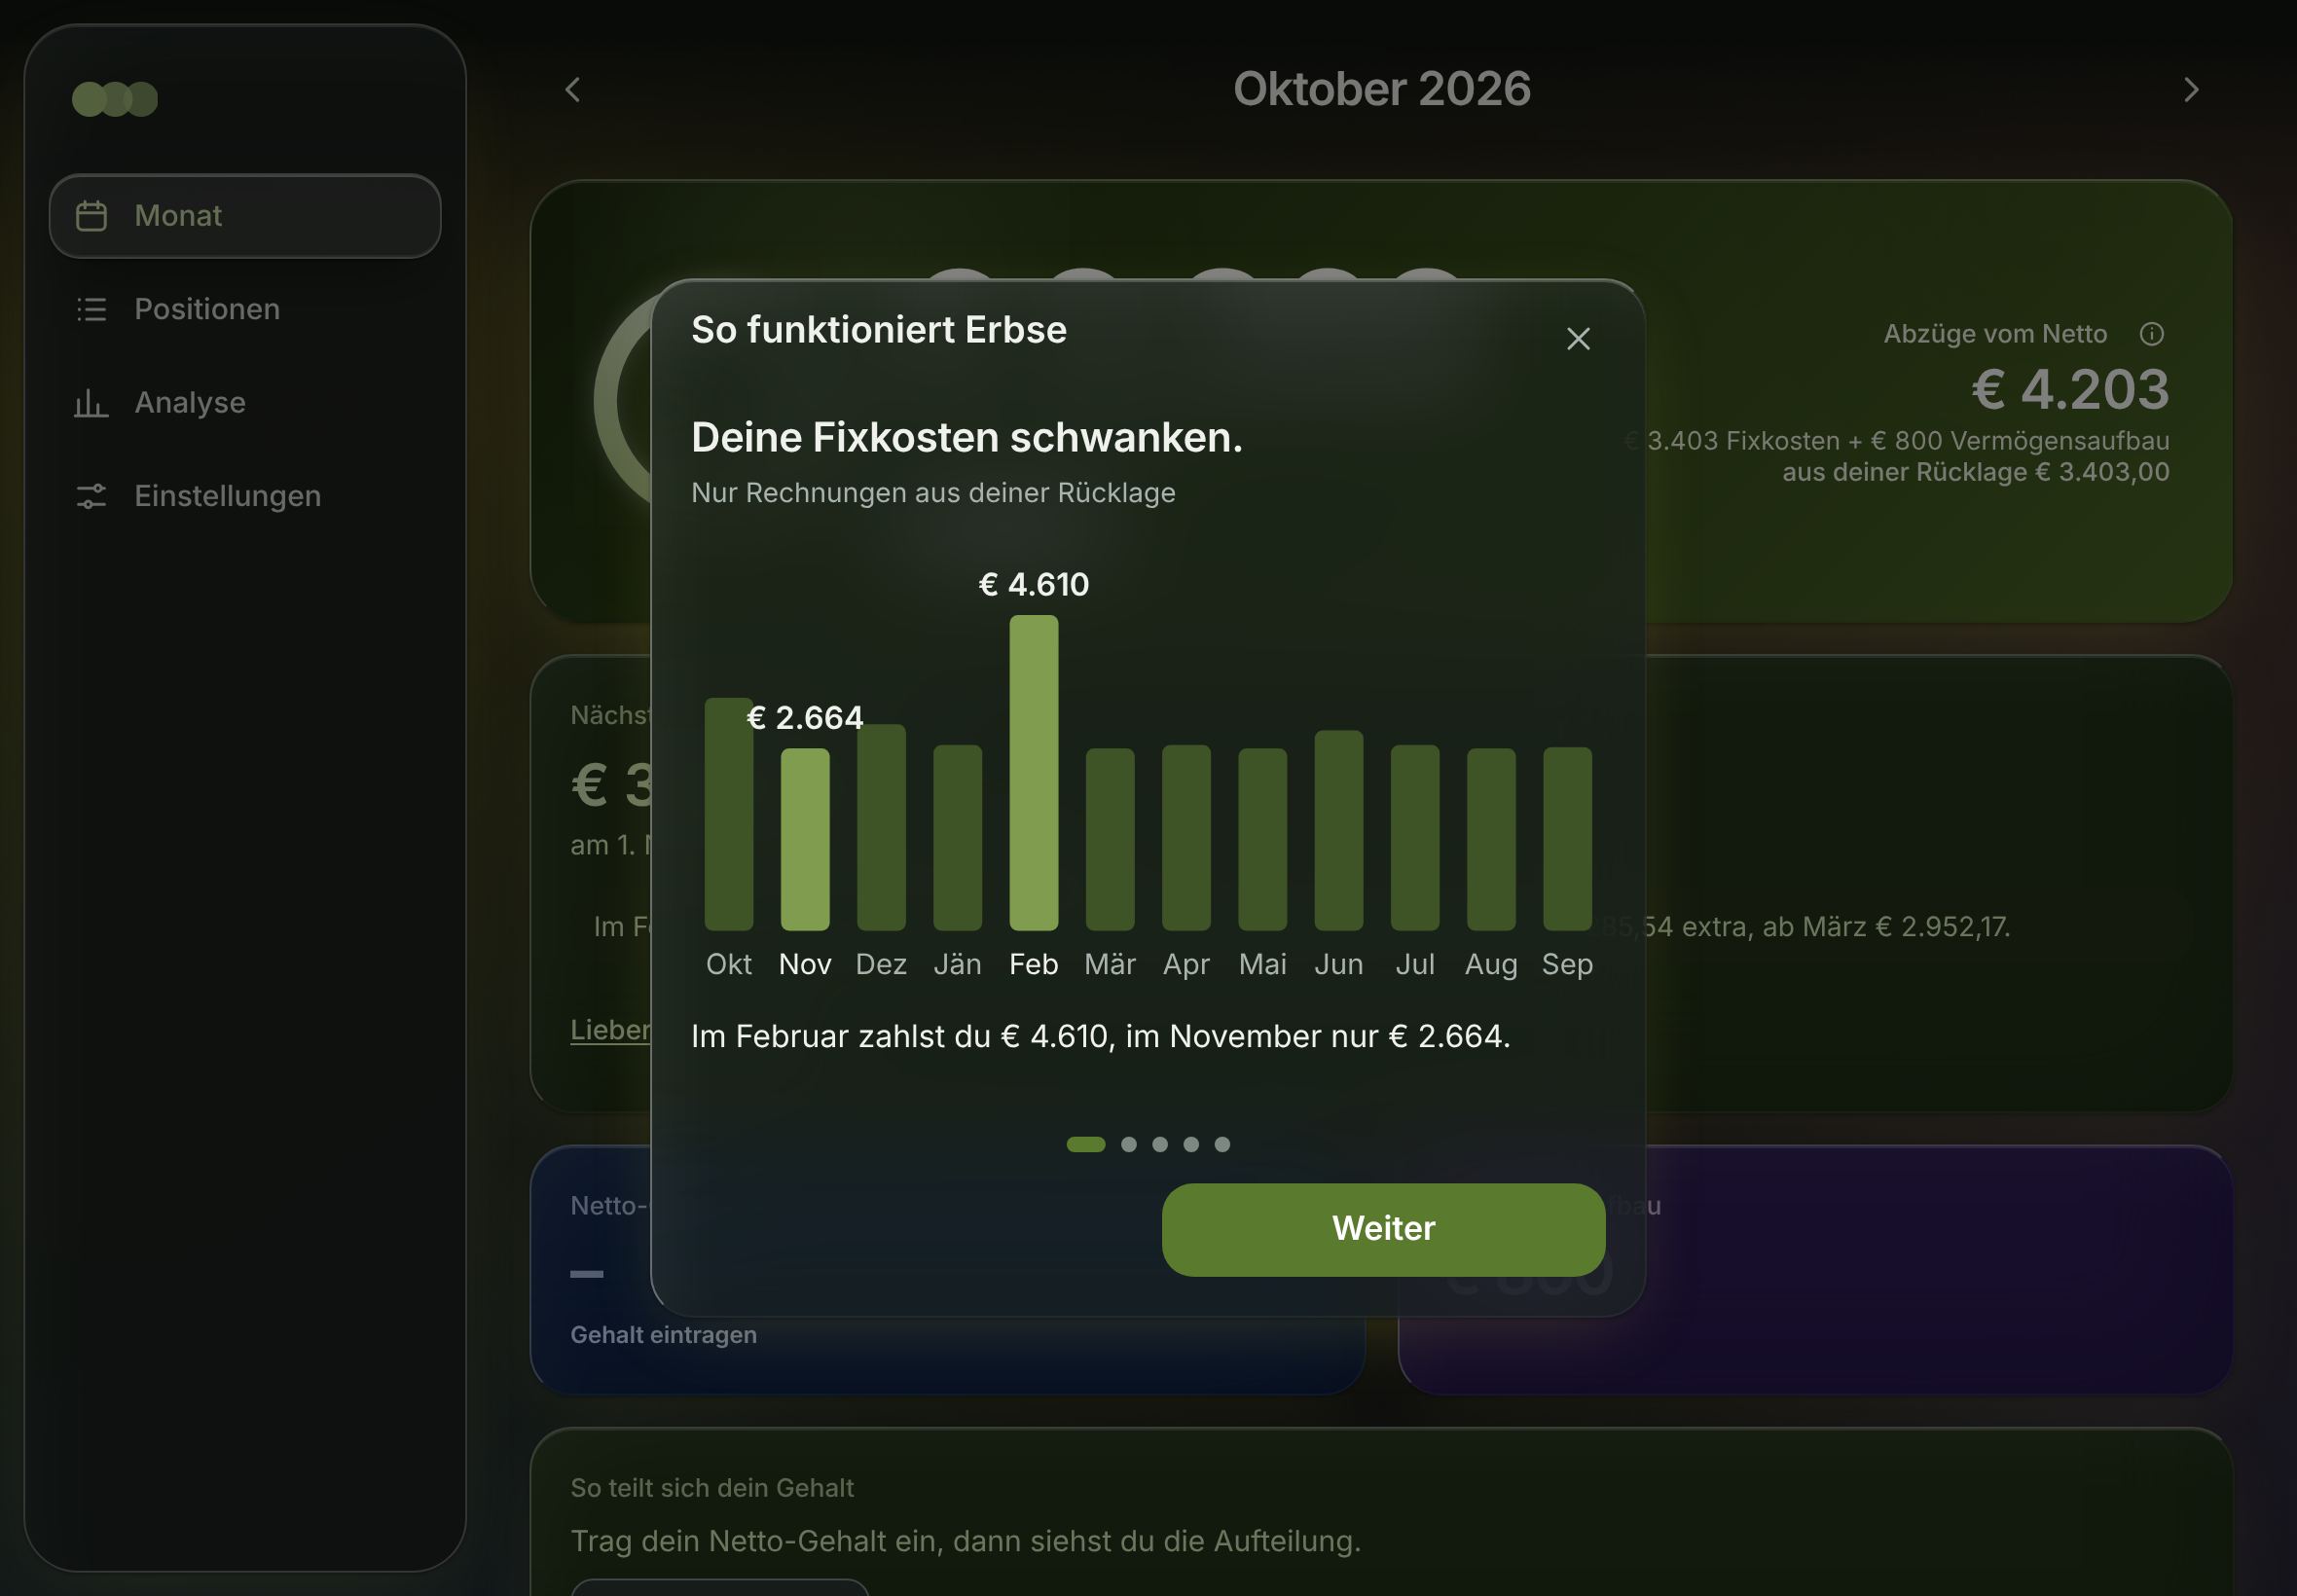 Oktober 2026
Monat
Positionen
Analyse
Einstellungen
Abzüge vom Netto
€ 4.203
€ 3.403 Fixkosten + € 800 Vermögensaufbau
aus deiner Rücklage € 3.403,00
So funktioniert Erbse
Deine Fixkosten schwanken.
Nur Rechnungen aus deiner Rücklage
€ 4.610
€ 2.664
Okt Nov Dez Jän Feb Mär Apr Mai Jun Jul Aug Sep
Im Februar zahlst du € 4.610, im November nur € 2.664.
Weiter
€ 3
am 1.
Im
extra, ab März € 2.952,17.
Gehalt eintragen
€ 800
So teilt sich dein Gehalt
Trag dein Netto-Gehalt ein, dann siehst du die Aufteilung.